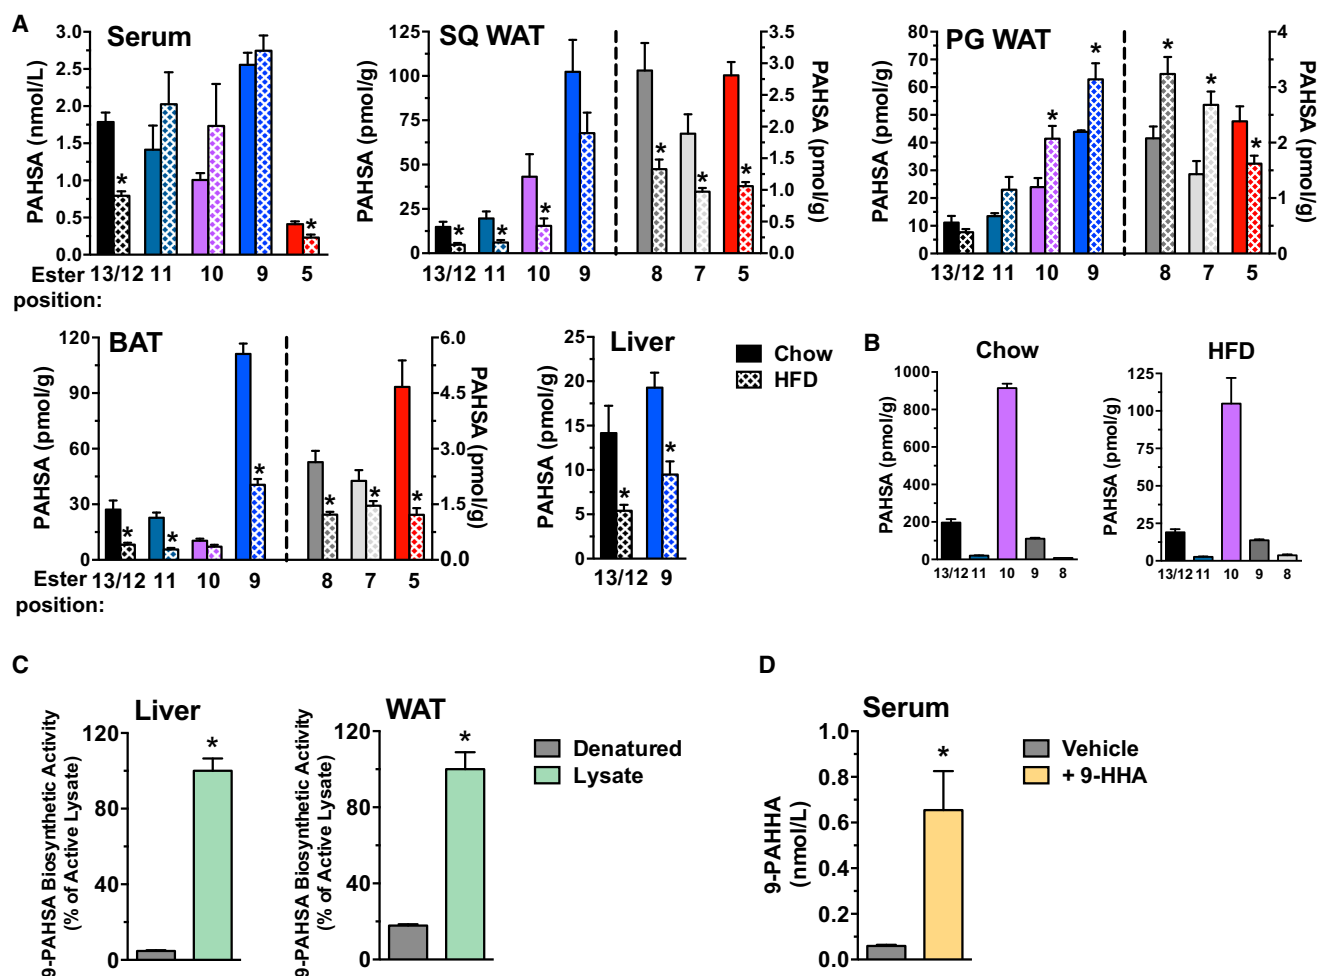 A
Serum
PAHSA (nmol/L)
3.0
2.5
2.0
1.5
1.0
0.5
0.0
*
*
Ester position:
13/12 11 10 9 5
SQ WAT
PAHSA (pmol/g)
125
100
75
50
25
0
* * * * * *
3.5
3.0
2.5
2.0
1.5
1.0
0.5
0.0
PAHSA (pmol/g)
13/12 11 10 9 8 7 5
PG WAT
PAHSA (pmol/g)
80
70
60
50
40
30
20
10
0
* * * * *
4
3
2
1
0
PAHSA (pmol/g)
13/12 11 10 9 8 7 5
BAT
PAHSA (pmol/g)
120
90
60
30
0
* * * * * *
6.0
4.5
3.0
1.5
0.0
PAHSA (pmol/g)
Ester position:
13/12 11 10 9 8 7 5
Liver
PAHSA (pmol/g)
25
20
15
10
5
0
* *
13/12 9
Chow
HFD
B
Chow
PAHSA (pmol/g)
1000
800
600
400
200
0
13/12 11 10 9 8
HFD
PAHSA (pmol/g)
125
100
75
50
25
0
13/12 11 10 9 8
C
Liver
9-PAHSA Biosynthetic Activity
(% of Active Lysate)
120
80
40
0
*
WAT
9-PAHSA Biosynthetic Activity
(% of Active Lysate)
120
80
40
0
*
Denatured
Lysate
D
Serum
9-PAHHA
(nmol/L)
1.0
0.8
0.6
0.4
0.2
0.0
*
Vehicle
+ 9-HHA